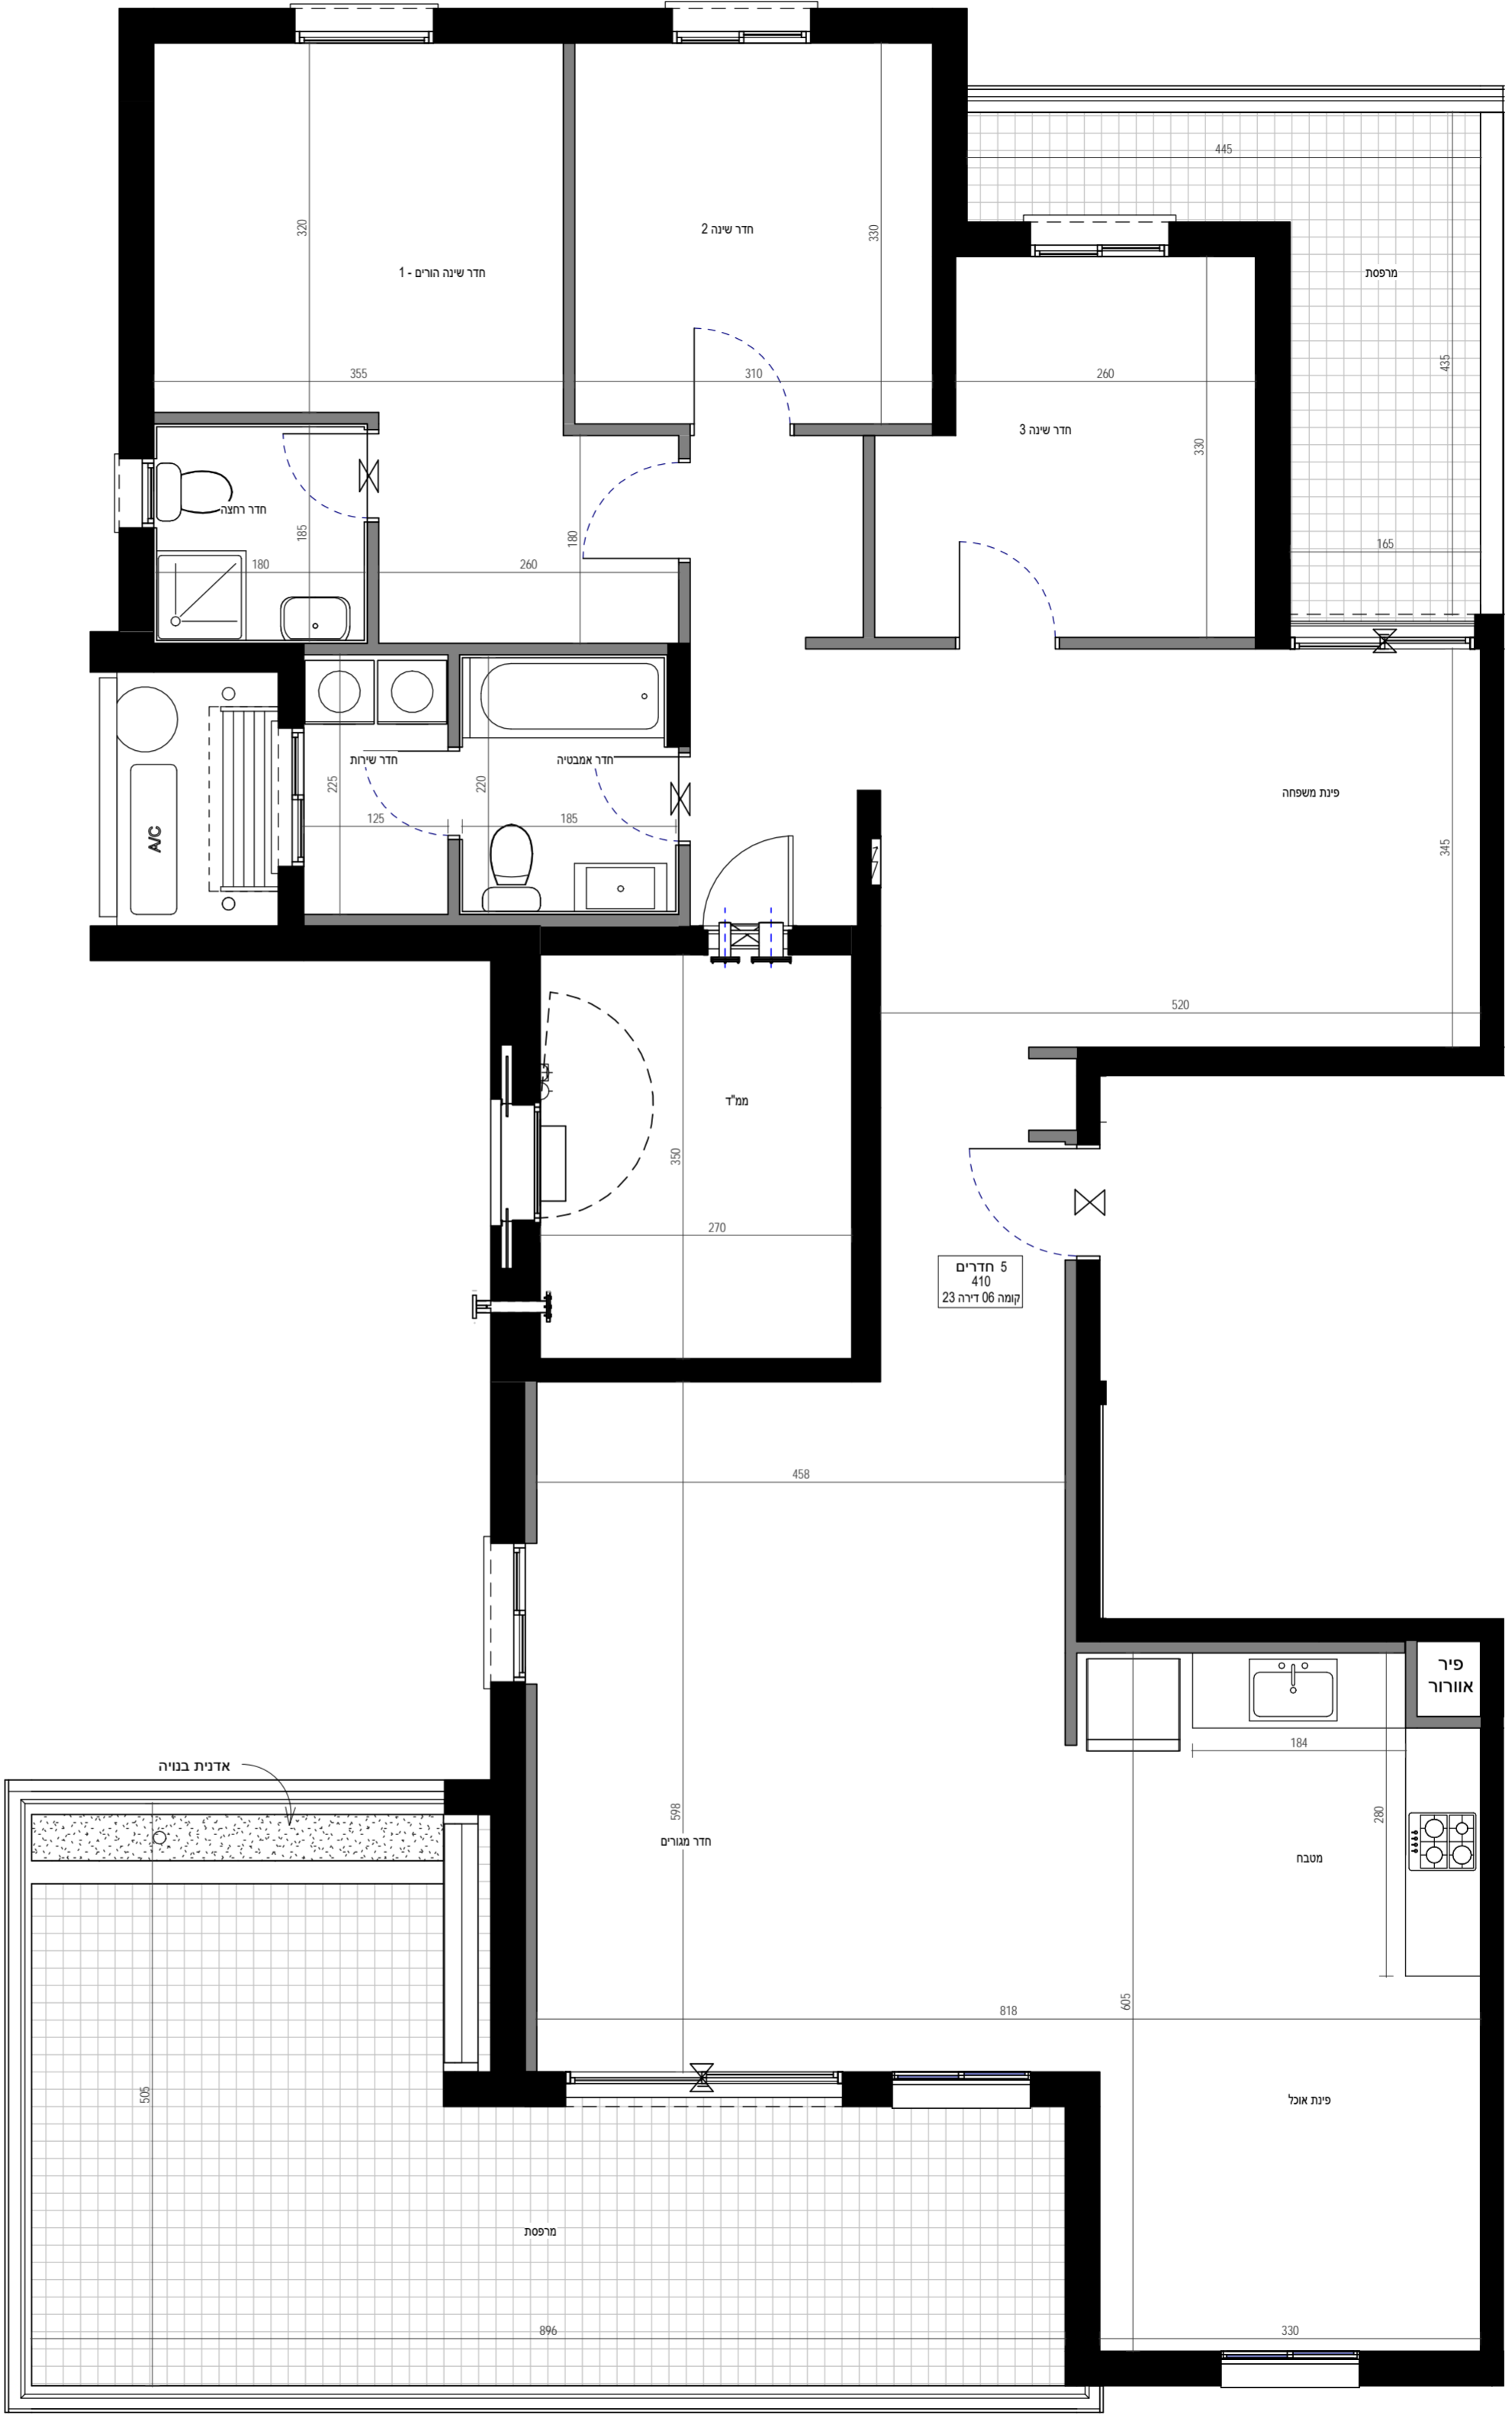 445
מרפסת
435
165
320
חדר שינה הורים - 1
355
חדר שינה 2
330
310
260
חדר שינה 3
330
חדר רחצה
185
180
180
260
חדר שירות
225
125
חדר אמבטיה
220
185
A/C
פינת משפחה
345
520
ממ"ד
350
270
5 חדרים
410
קומה 06 דירה 23
458
598
חדר מגורים
פיר
אוורור
184
280
מטבח
605
818
פינת אוכל
330
אדנית בנויה
505
מרפסת
896